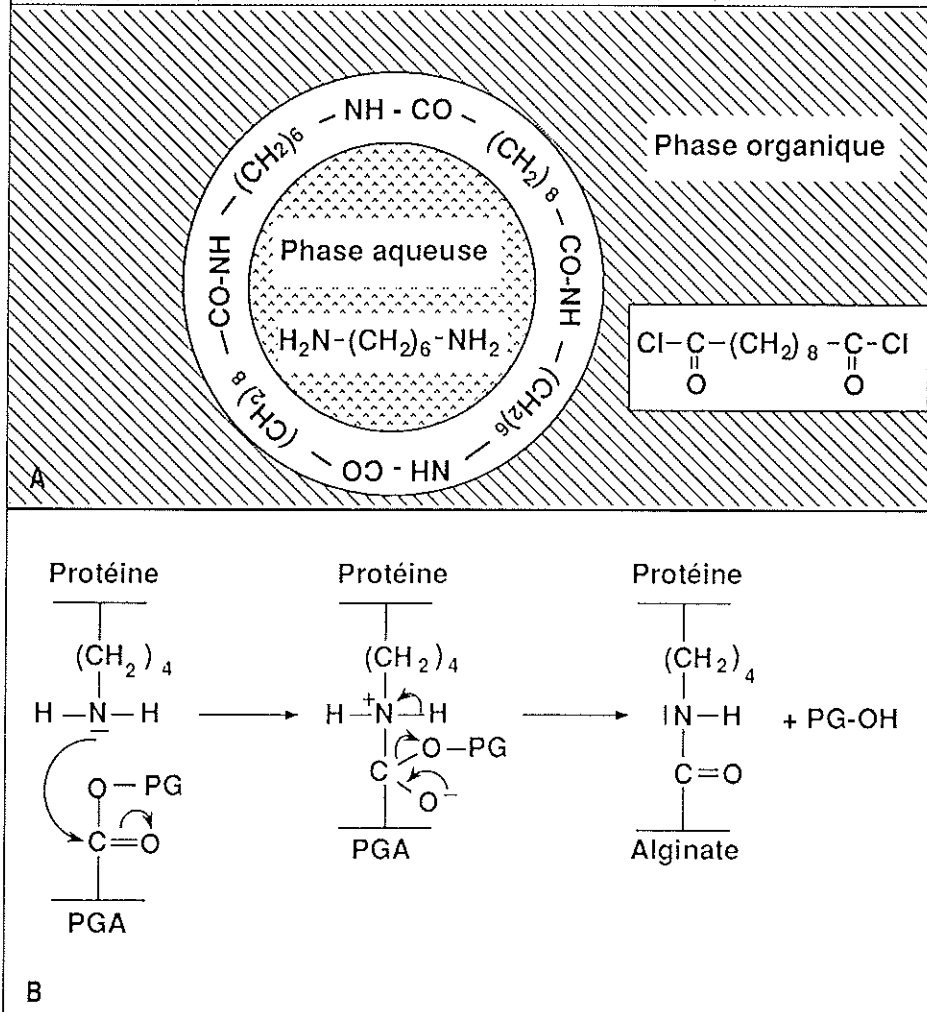 NH - CO
(CH2)6
(CH2) 8
Phase organique
CO-NH
Phase aqueuse
CO-NH
H2N-(CH2)6-NH2
Cl-C-(CH2) 8 -C-Cl
O O
(CH2) 8
(CH2)6
CO - HN
A
Protéine Protéine Protéine
(CH2) 4 (CH2) 4 (CH2) 4
H-N-H H-N-H |N-H + PG-OH
+
O-PG O-PG
C=O C O- C=O
PGA PGA Alginate
B